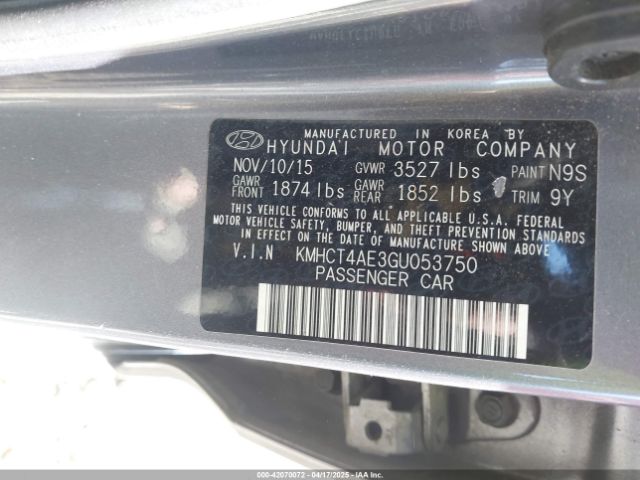 MANUFACTURED IN KOREA BY
HYUNDAI MOTOR COMPANY
NOV/10/15 GVWR 3527 lbs PAINT N9S
GAWR FRONT 1874 lbs GAWR REAR 1852 lbs TRIM 9Y
THIS VEHICLE CONFORMS TO ALL APPLICABLE U.S.A. FEDERAL
MOTOR VEHICLE SAFETY, BUMPER, AND THEFT PREVENTION STANDARDS
IN EFFECT ON THE DATE OF MANUFACTURE SHOWN ABOVE
V.I.N KMHCT4AE3GU053750
PASSENGER CAR
000-42070072 04/17/2025 IAAI.COM